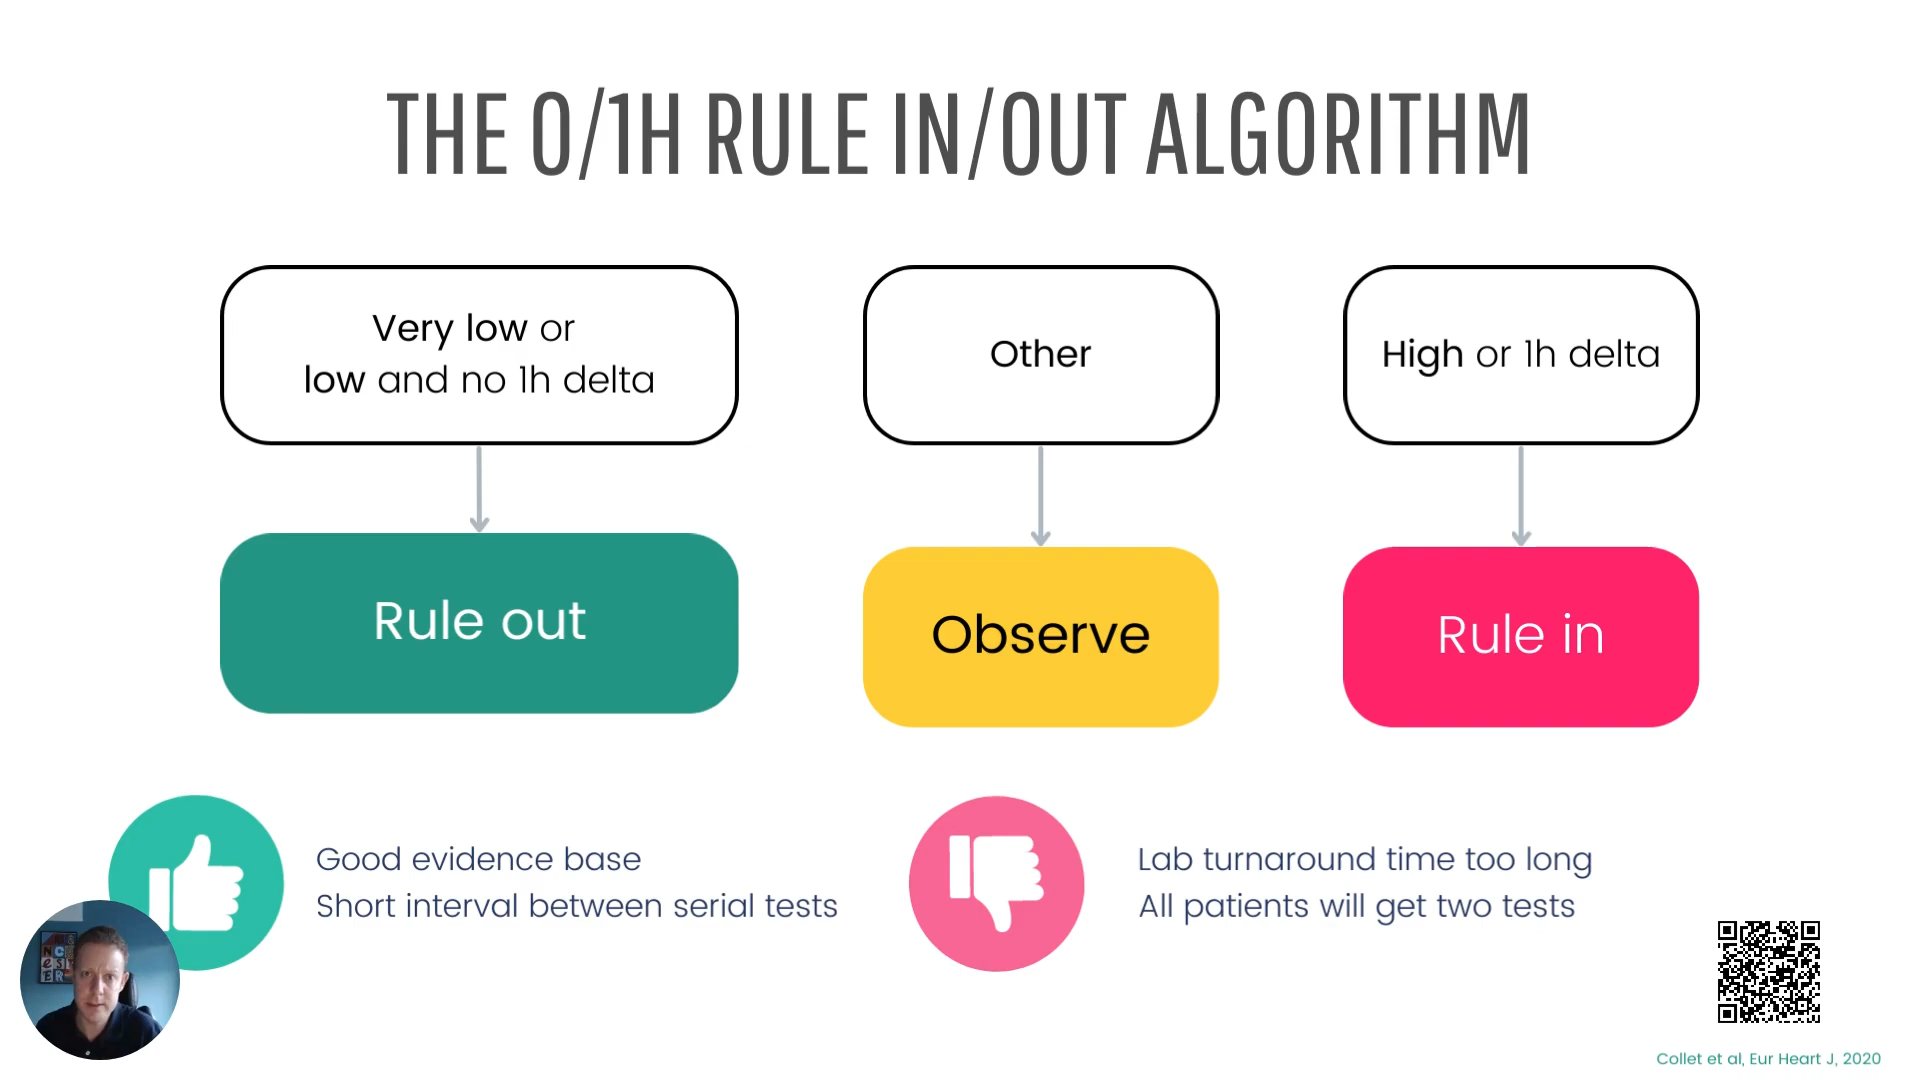 THE 0/1H RULE IN/OUT ALGORITHM
Very low or
low and no 1h delta
Other
High or 1h delta
Rule out
Observe
Rule in
Good evidence base
Short interval between serial tests
Lab turnaround time too long
All patients will get two tests
Collet et al, Eur Heart J, 2020